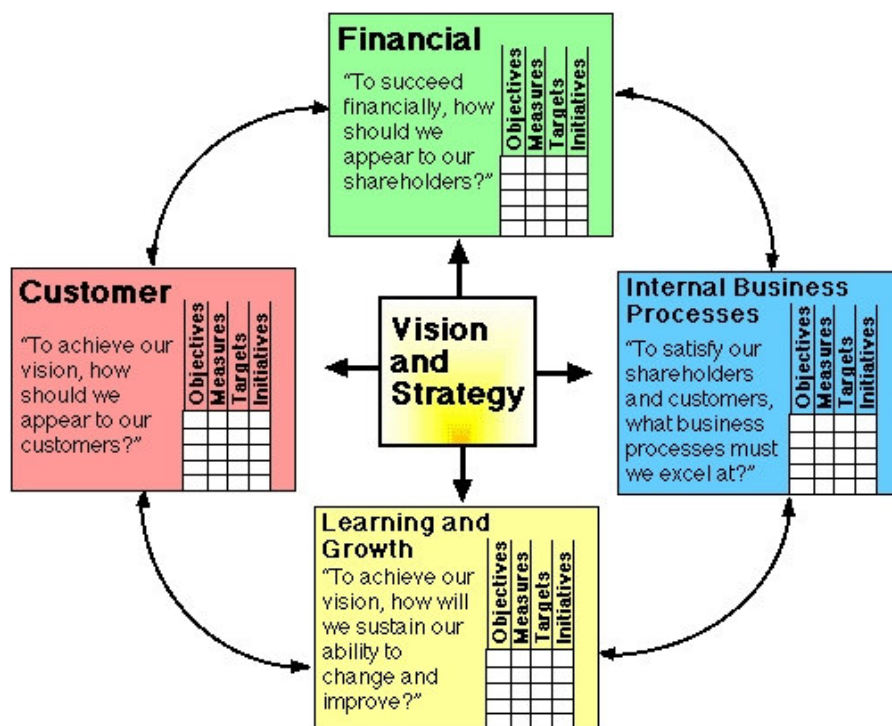 Financial
“To succeed
financially, how
should we
appear to our
shareholders?”
Objectives
Measures
Targets
Initiatives
Customer
“To achieve our
vision, how
should we
appear to our
customers?”
Objectives
Measures
Targets
Initiatives
Vision
and
Strategy
Internal Business
Processes
“To satisfy our
shareholders
and customers,
what business
processes must
we excel at?”
Objectives
Measures
Targets
Initiatives
Learning and
Growth
“To achieve our
vision, how will
we sustain our
ability to
change and
improve?”
Objectives
Measures
Targets
Initiatives